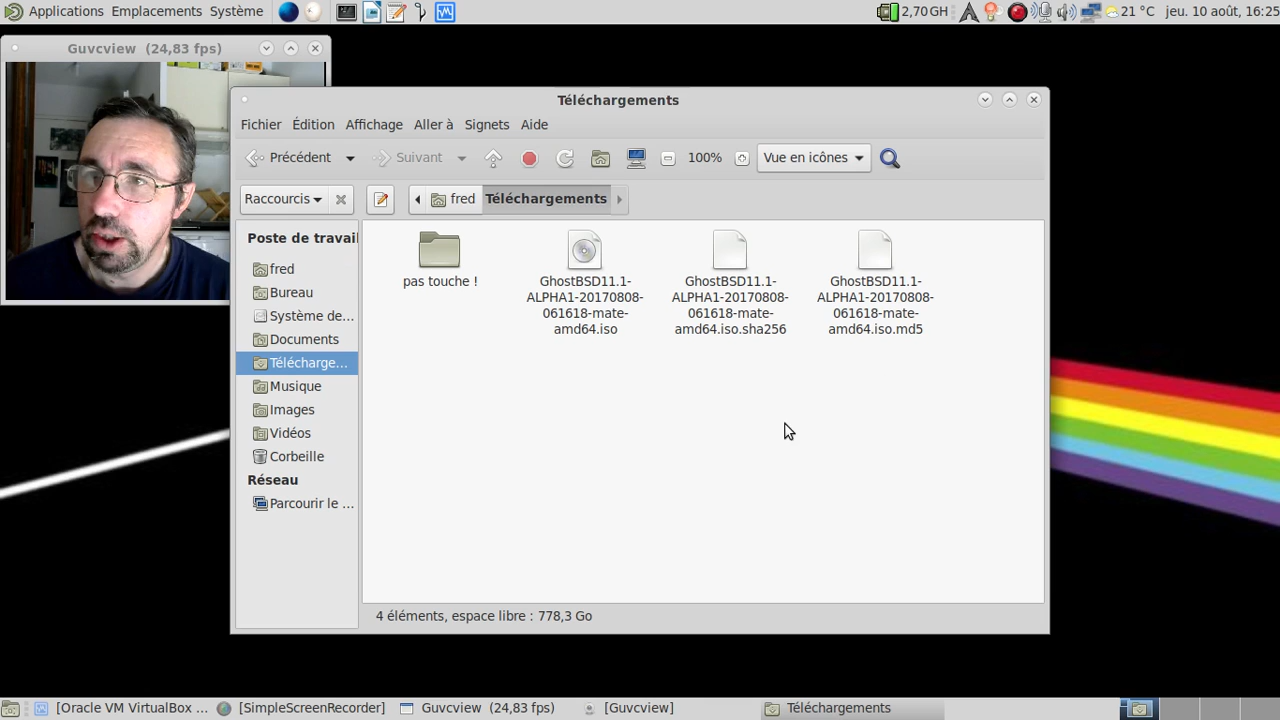 Applications Emplacements Système
2,70GH
21 °C jeu. 10 août, 16:25
Guvcview (24,83 fps)
Téléchargements
Fichier Édition Affichage Aller à Signets Aide
Précédent Suivant 100% Vue en icônes
Raccourcis fred Téléchargements
Poste de travail
fred
Bureau
Système de...
Documents
Télécharge...
Musique
Images
Vidéos
Corbeille
Réseau
Parcourir le ...
pas touche !
GhostBSD11.1-
ALPHA1-20170808-
061618-mate-
amd64.iso
GhostBSD11.1-
ALPHA1-20170808-
061618-mate-
amd64.iso.sha256
GhostBSD11.1-
ALPHA1-20170808-
061618-mate-
amd64.iso.md5
4 éléments, espace libre : 778,3 Go
[Oracle VM VirtualBox ... [SimpleScreenRecorder] Guvcview (24,83 fps) [Guvcview] Téléchargements